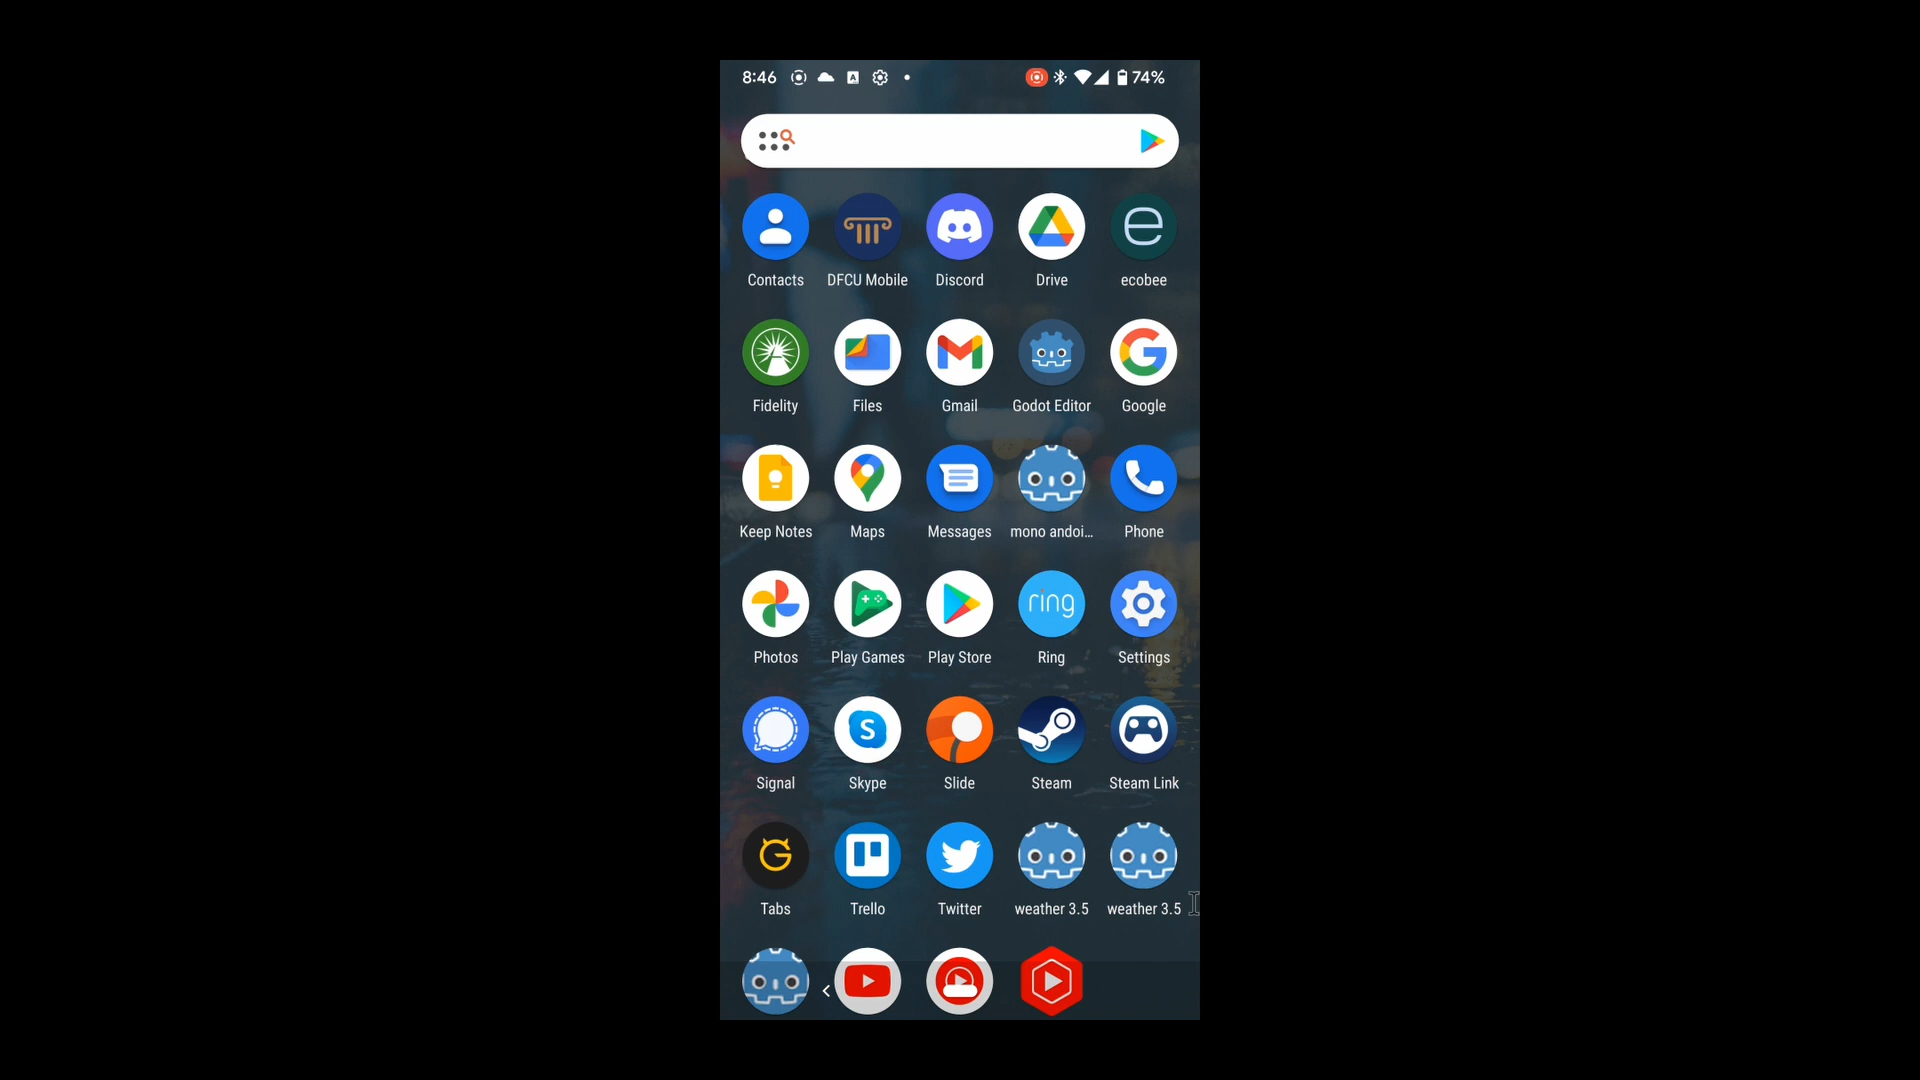 8:46 A 74%
Contacts DFCU Mobile Discord Drive ecobee
Fidelity Files Gmail Godot Editor Google
Keep Notes Maps Messages mono andoi... Phone
ring
Photos Play Games Play Store Ring Settings
S
Signal Skype Slide Steam Steam Link
Tabs Trello Twitter weather 3.5 weather 3.5